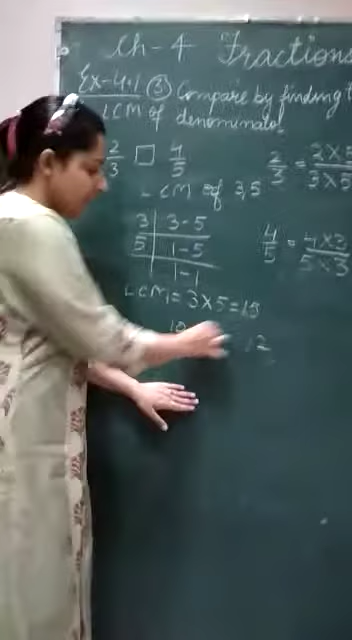 Ch-4 Fractions
Ex-4.1 ③ Compare by finding
LCM of denominator
2/3 □ 4/5
LCM of 3,5
3 | 3-5
5 | 1-5
| 1-1
LCM = 3×5=15
10 12
2/3 = 2×5/3×5
4/5 = 4×3/5×3